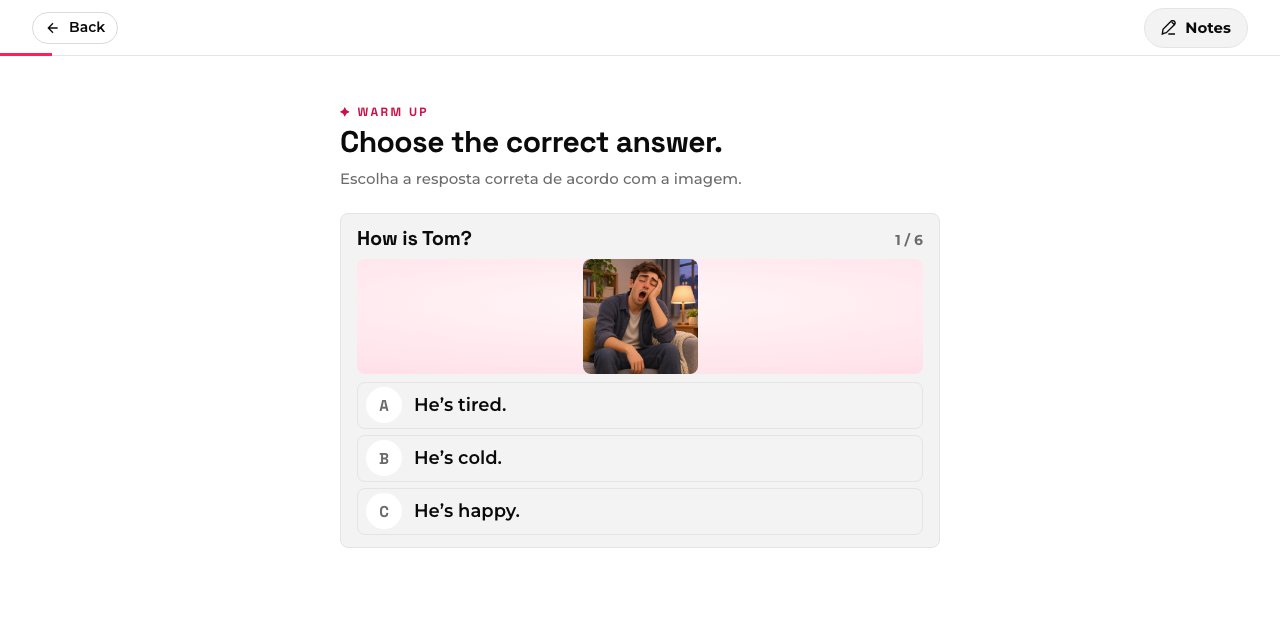 Back
Notes
WARM UP
Choose the correct answer.
Escolha a resposta correta de acordo com a imagem.
How is Tom?
1 / 6
A
He’s tired.
B
He’s cold.
C
He’s happy.